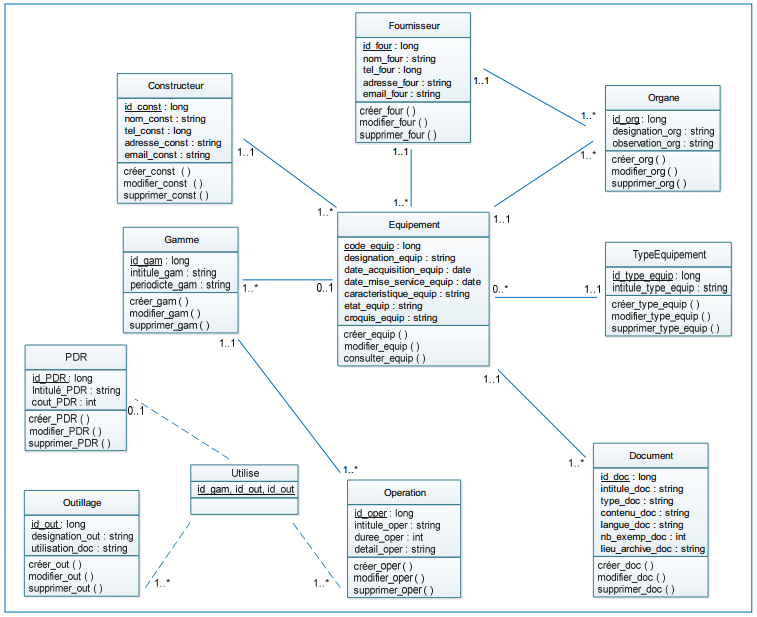 Fournisseur
id_four : long
nom_four : string
tel_four : long
adresse_four : string
email_four : string
créer_four ( )
modifier_four ( )
supprimer_four ( )
1..1
1..1
Constructeur
id_const : long
nom_const : string
tel_const : long
adresse_const : string
email_const : string
créer_const ( )
modifier_const ( )
supprimer_const ( )
1..1
1..*
Organe
id_org : long
designation_org : string
observation_org : string
créer_org ( )
modifier_org ( )
supprimer_org ( )
1..*
1..*
1..1
1..*
Equipement
code_equip : long
designation_equip : string
date_acquisition_equip : date
date_mise_service_equip : date
caracteristique_equip : string
etat_equip : string
croquis_equip : string
créer_equip ( )
modifier_equip ( )
consulter_equip ( )
Gamme
id_gam : long
intitule_gam : string
periodicte_gam : string
créer_gam ( )
modifier_gam ( )
supprimer_gam ( )
1..*
0..1
1..1
0..*
1..1
TypeEquipement
id_type_equip : long
intitule_type_equip : string
créer_type_equip ( )
modifier_type_equip ( )
supprimer_type_equip ( )
PDR
id_PDR : long
Intitulé_PDR : string
cout_PDR : int
créer_PDR ( )
modifier_PDR ( )
supprimer_PDR ( )
0..1
1..1
1..*
Utilise
id_gam, id_out, id_out
Outillage
id_out : long
designation_out : string
utilisation_doc : string
créer_out ( )
modifier_out ( )
supprimer_out ( )
1..*
1..*
1..*
Operation
id_oper : long
intitule_oper : string
duree_oper : int
detail_oper : string
créer_oper ( )
modifier_oper ( )
supprimer_oper ( )
Document
id_doc : long
intitule_doc : string
type_doc : string
contenu_doc : string
langue_doc : string
nb_exemp_doc : int
lieu_archive_doc : string
créer_doc ( )
modifier_doc ( )
supprimer_doc ( )